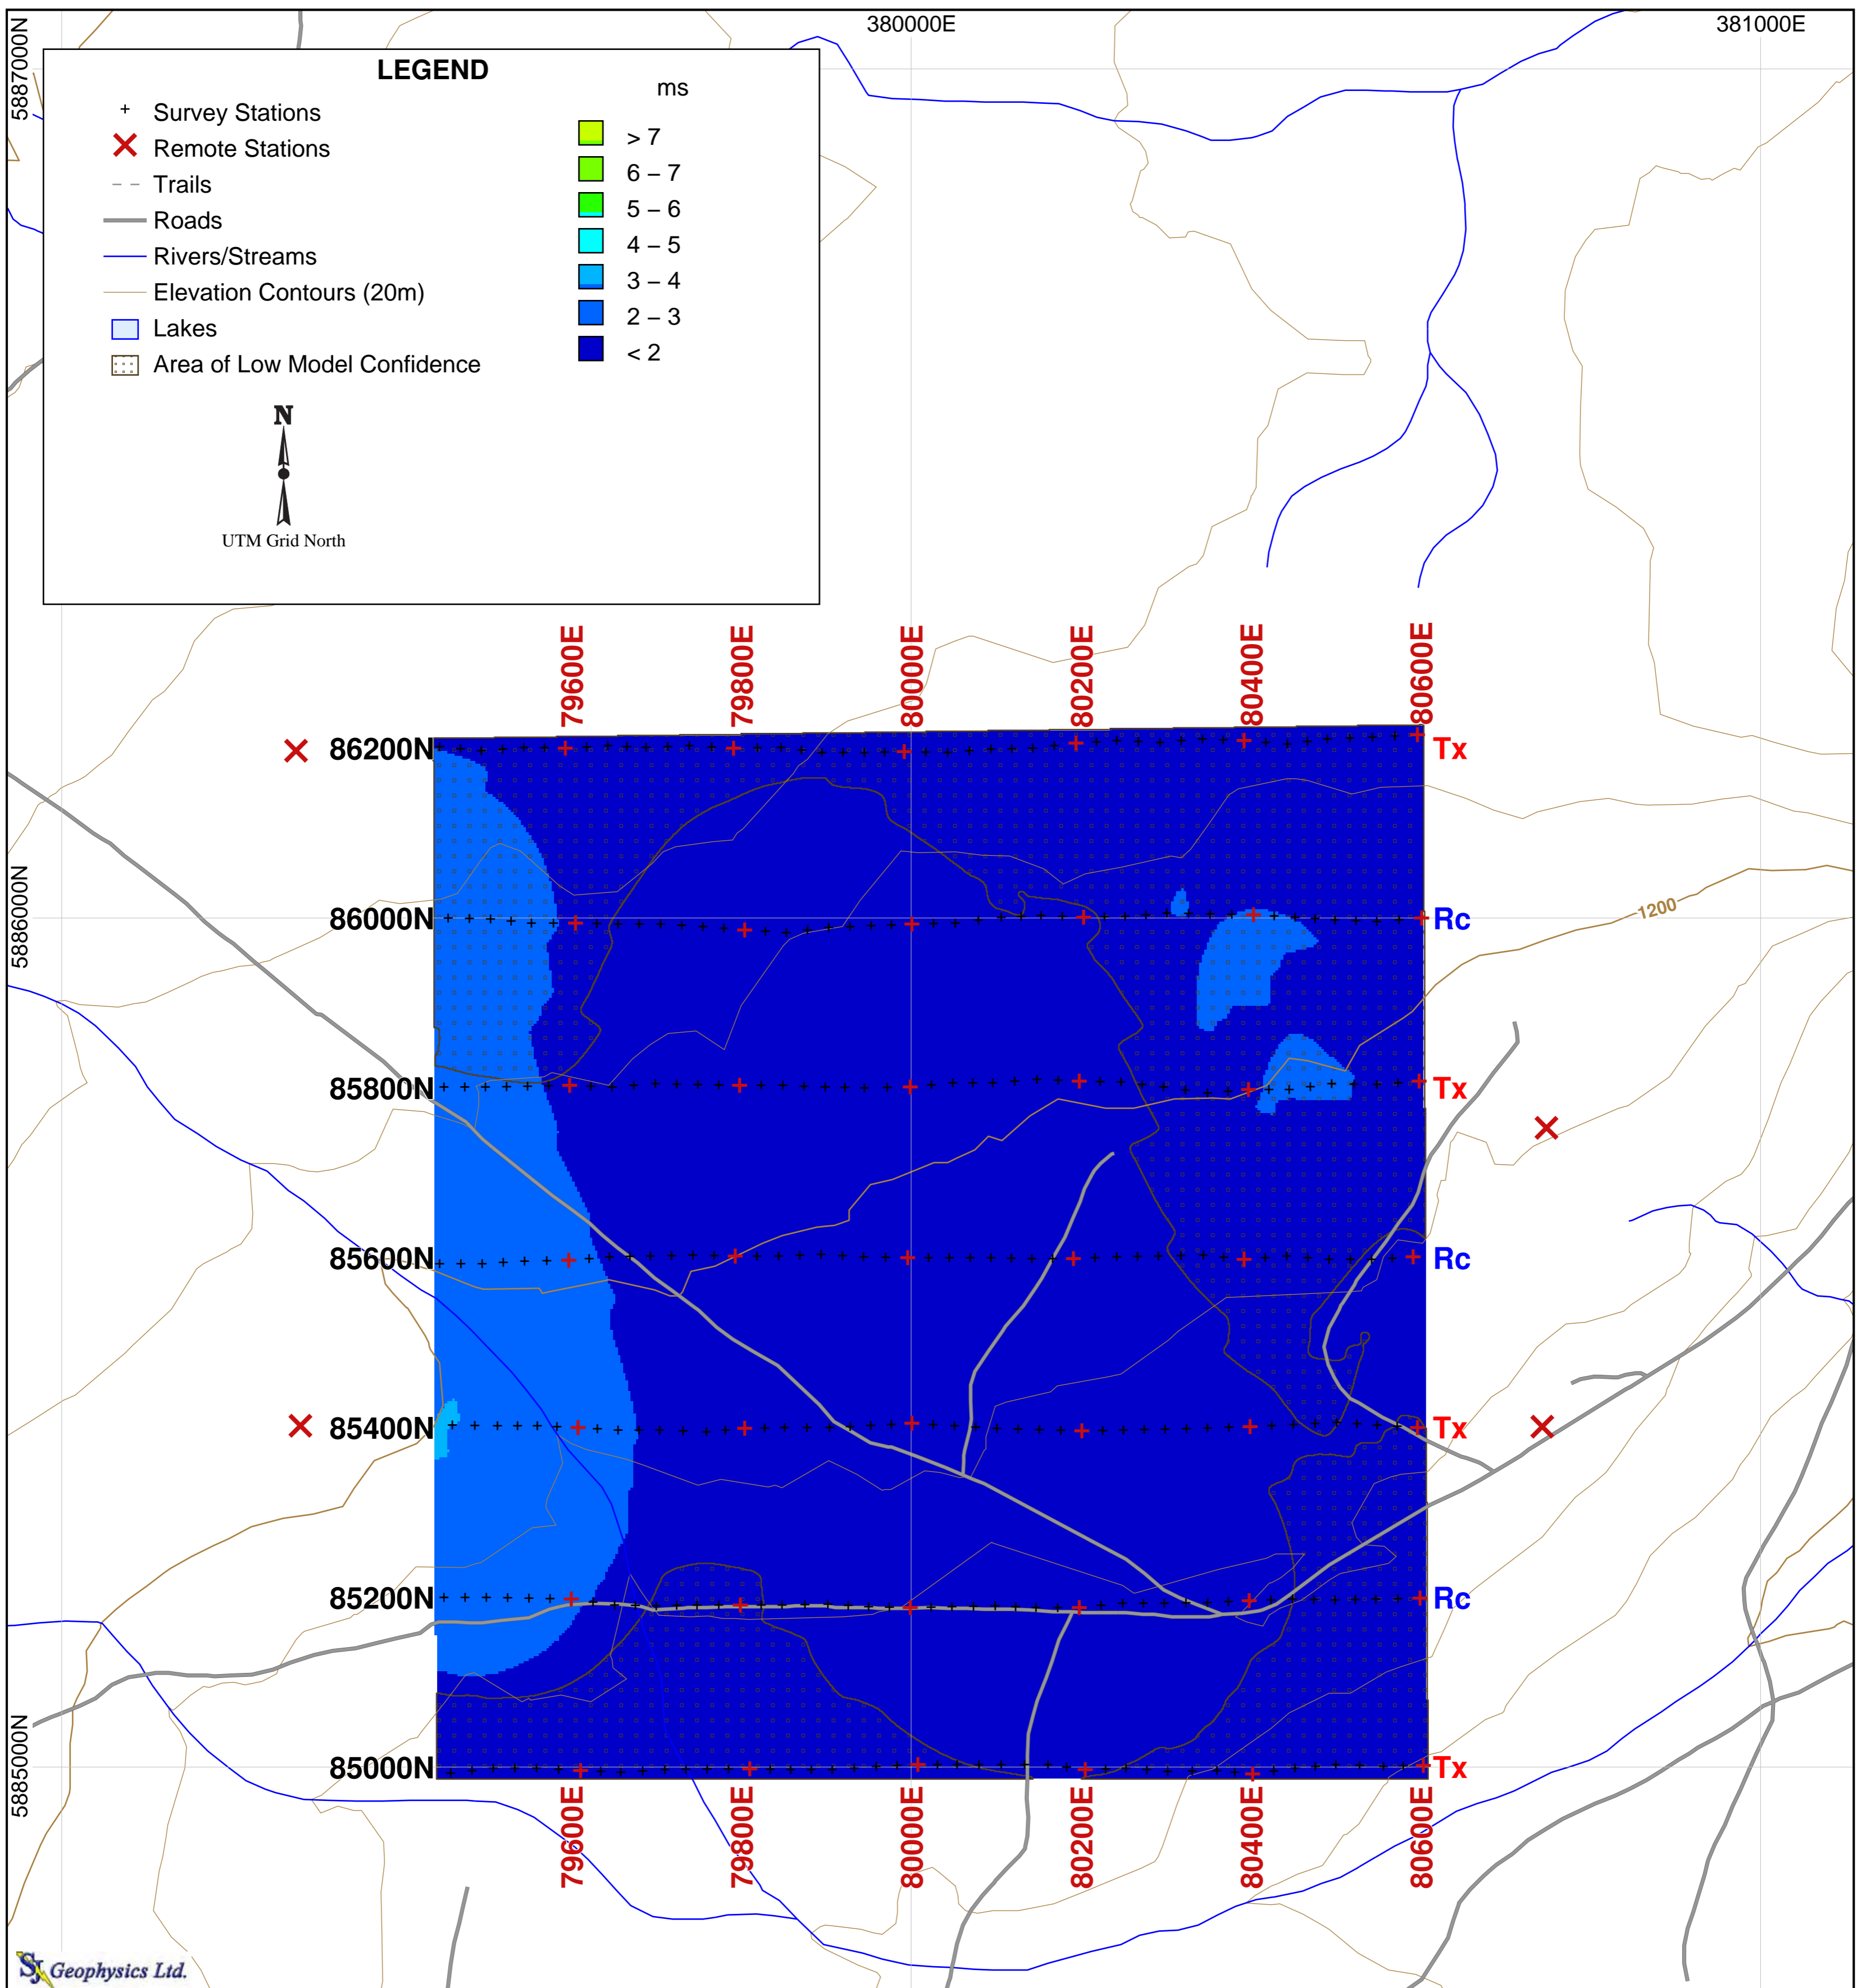 380000E
381000E
5887000N
LEGEND
ms
Survey Stations
Remote Stations
Trails
Roads
Rivers/Streams
Elevation Contours (20m)
Lakes
Area of Low Model Confidence
> 7
6 – 7
5 – 6
4 – 5
3 – 4
2 – 3
< 2
N
UTM Grid North
79600E
79800E
80000E
80200E
80400E
80600E
86200N
Tx
5886000N
86000N
Rc
1200
85800N
Tx
85600N
Rc
85400N
Tx
85200N
Rc
5885000N
85000N
Tx
79600E
79800E
80000E
80200E
80400E
80600E
SJ Geophysics Ltd.